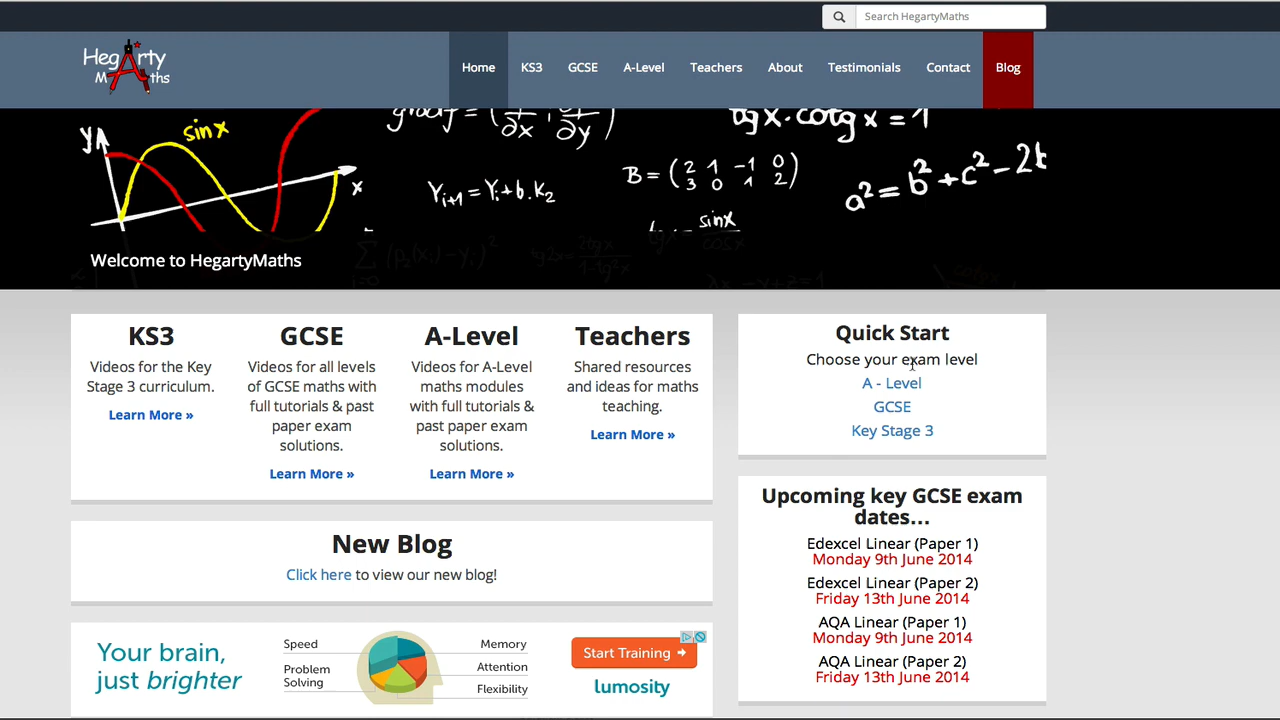 Search HegartyMaths
Hegarty
Maths
Home KS3 GCSE A-Level Teachers About Testimonials Contact Blog
y
sinx
x
Yi+1 = Yi + b.K2
B = (2 1 -1 0
3 0 1 2)
tgx.cotgx = 1
a² = b² + c² - 2b
sinx
Welcome to HegartyMaths
KS3
Videos for the Key
Stage 3 curriculum.
Learn More »
GCSE
Videos for all levels
of GCSE maths with
full tutorials & past
paper exam
solutions.
Learn More »
A-Level
Videos for A-Level
maths modules
with full tutorials &
past paper exam
solutions.
Learn More »
Teachers
Shared resources
and ideas for maths
teaching.
Learn More »
Quick Start
Choose your exam level
A - Level
GCSE
Key Stage 3
New Blog
Click here to view our new blog!
Upcoming key GCSE exam
dates...
Edexcel Linear (Paper 1)
Monday 9th June 2014
Edexcel Linear (Paper 2)
Friday 13th June 2014
AQA Linear (Paper 1)
Monday 9th June 2014
AQA Linear (Paper 2)
Friday 13th June 2014
Your brain,
just brighter
Speed
Problem
Solving
Memory
Attention
Flexibility
Start Training
lumosity